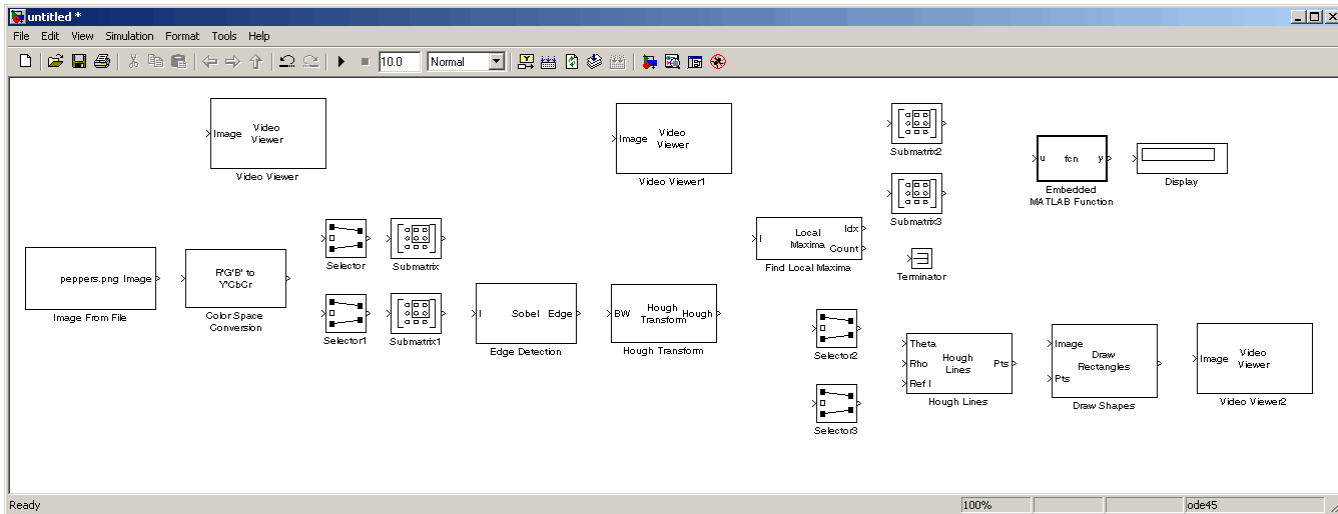 untitled *
File Edit View Simulation Format Tools Help
10.0 Normal
Image Video Viewer
Video Viewer
Image Video Viewer
Video Viewer1
Submatrix2
u fcn y
Embedded MATLAB Function
Display
Submatrix3
peppers.png Image
Image From File
R'G'B' to Y'CbCr
Color Space Conversion
Selector
Submatrix
Selector1
Submatrix1
I Sobel Edge
Edge Detection
BW Hough Transform Hough
Hough Transform
I Local Maxima Idx Count
Find Local Maxima
Terminator
Selector2
Selector3
Theta
Rho Hough Lines Pts
Ref I
Hough Lines
Image Draw Rectangles
Pts
Draw Shapes
Image Video Viewer
Video Viewer2
Ready 100% ode45